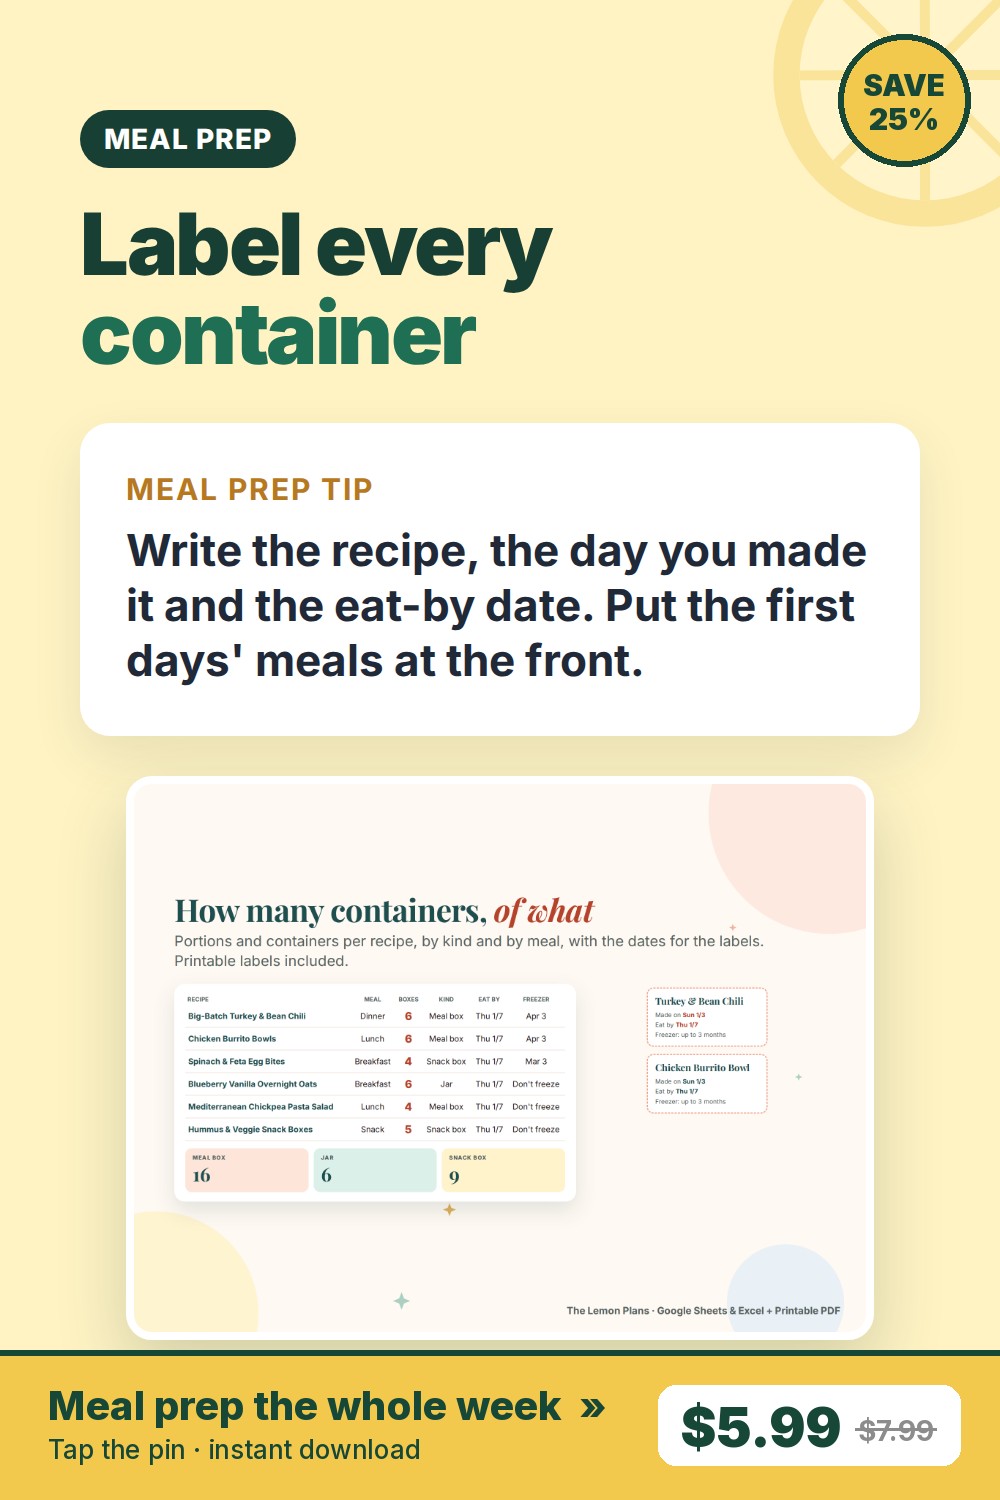 SAVE
25%
MEAL PREP
Label every
container
MEAL PREP TIP
Write the recipe, the day you made
it and the eat-by date. Put the first
days' meals at the front.
How many containers, of what
Portions and containers per recipe, by kind and by meal, with the dates for the labels.
Printable labels included.
RECIPE MEAL BOXES KIND EAT BY FREEZER
Big-Batch Turkey & Bean Chili Dinner 6 Meal box Thu 1/7 Apr 3
Chicken Burrito Bowls Lunch 6 Meal box Thu 1/7 Apr 3
Spinach & Feta Egg Bites Breakfast 4 Snack box Thu 1/7 Mar 3
Blueberry Vanilla Overnight Oats Breakfast 6 Jar Thu 1/7 Don't freeze
Mediterranean Chickpea Pasta Salad Lunch 4 Meal box Thu 1/7 Don't freeze
Hummus & Veggie Snack Boxes Snack 5 Snack box Thu 1/7 Don't freeze
MEAL BOX JAR SNACK BOX
16 6 9
Turkey & Bean Chili
Made on Sun 1/3
Eat by Thu 1/7
Freezer: up to 3 months
Chicken Burrito Bowl
Made on Sun 1/3
Eat by Thu 1/7
Freezer: up to 3 months
The Lemon Plans · Google Sheets & Excel + Printable PDF
Meal prep the whole week »
Tap the pin · instant download
$5.99 $7.99